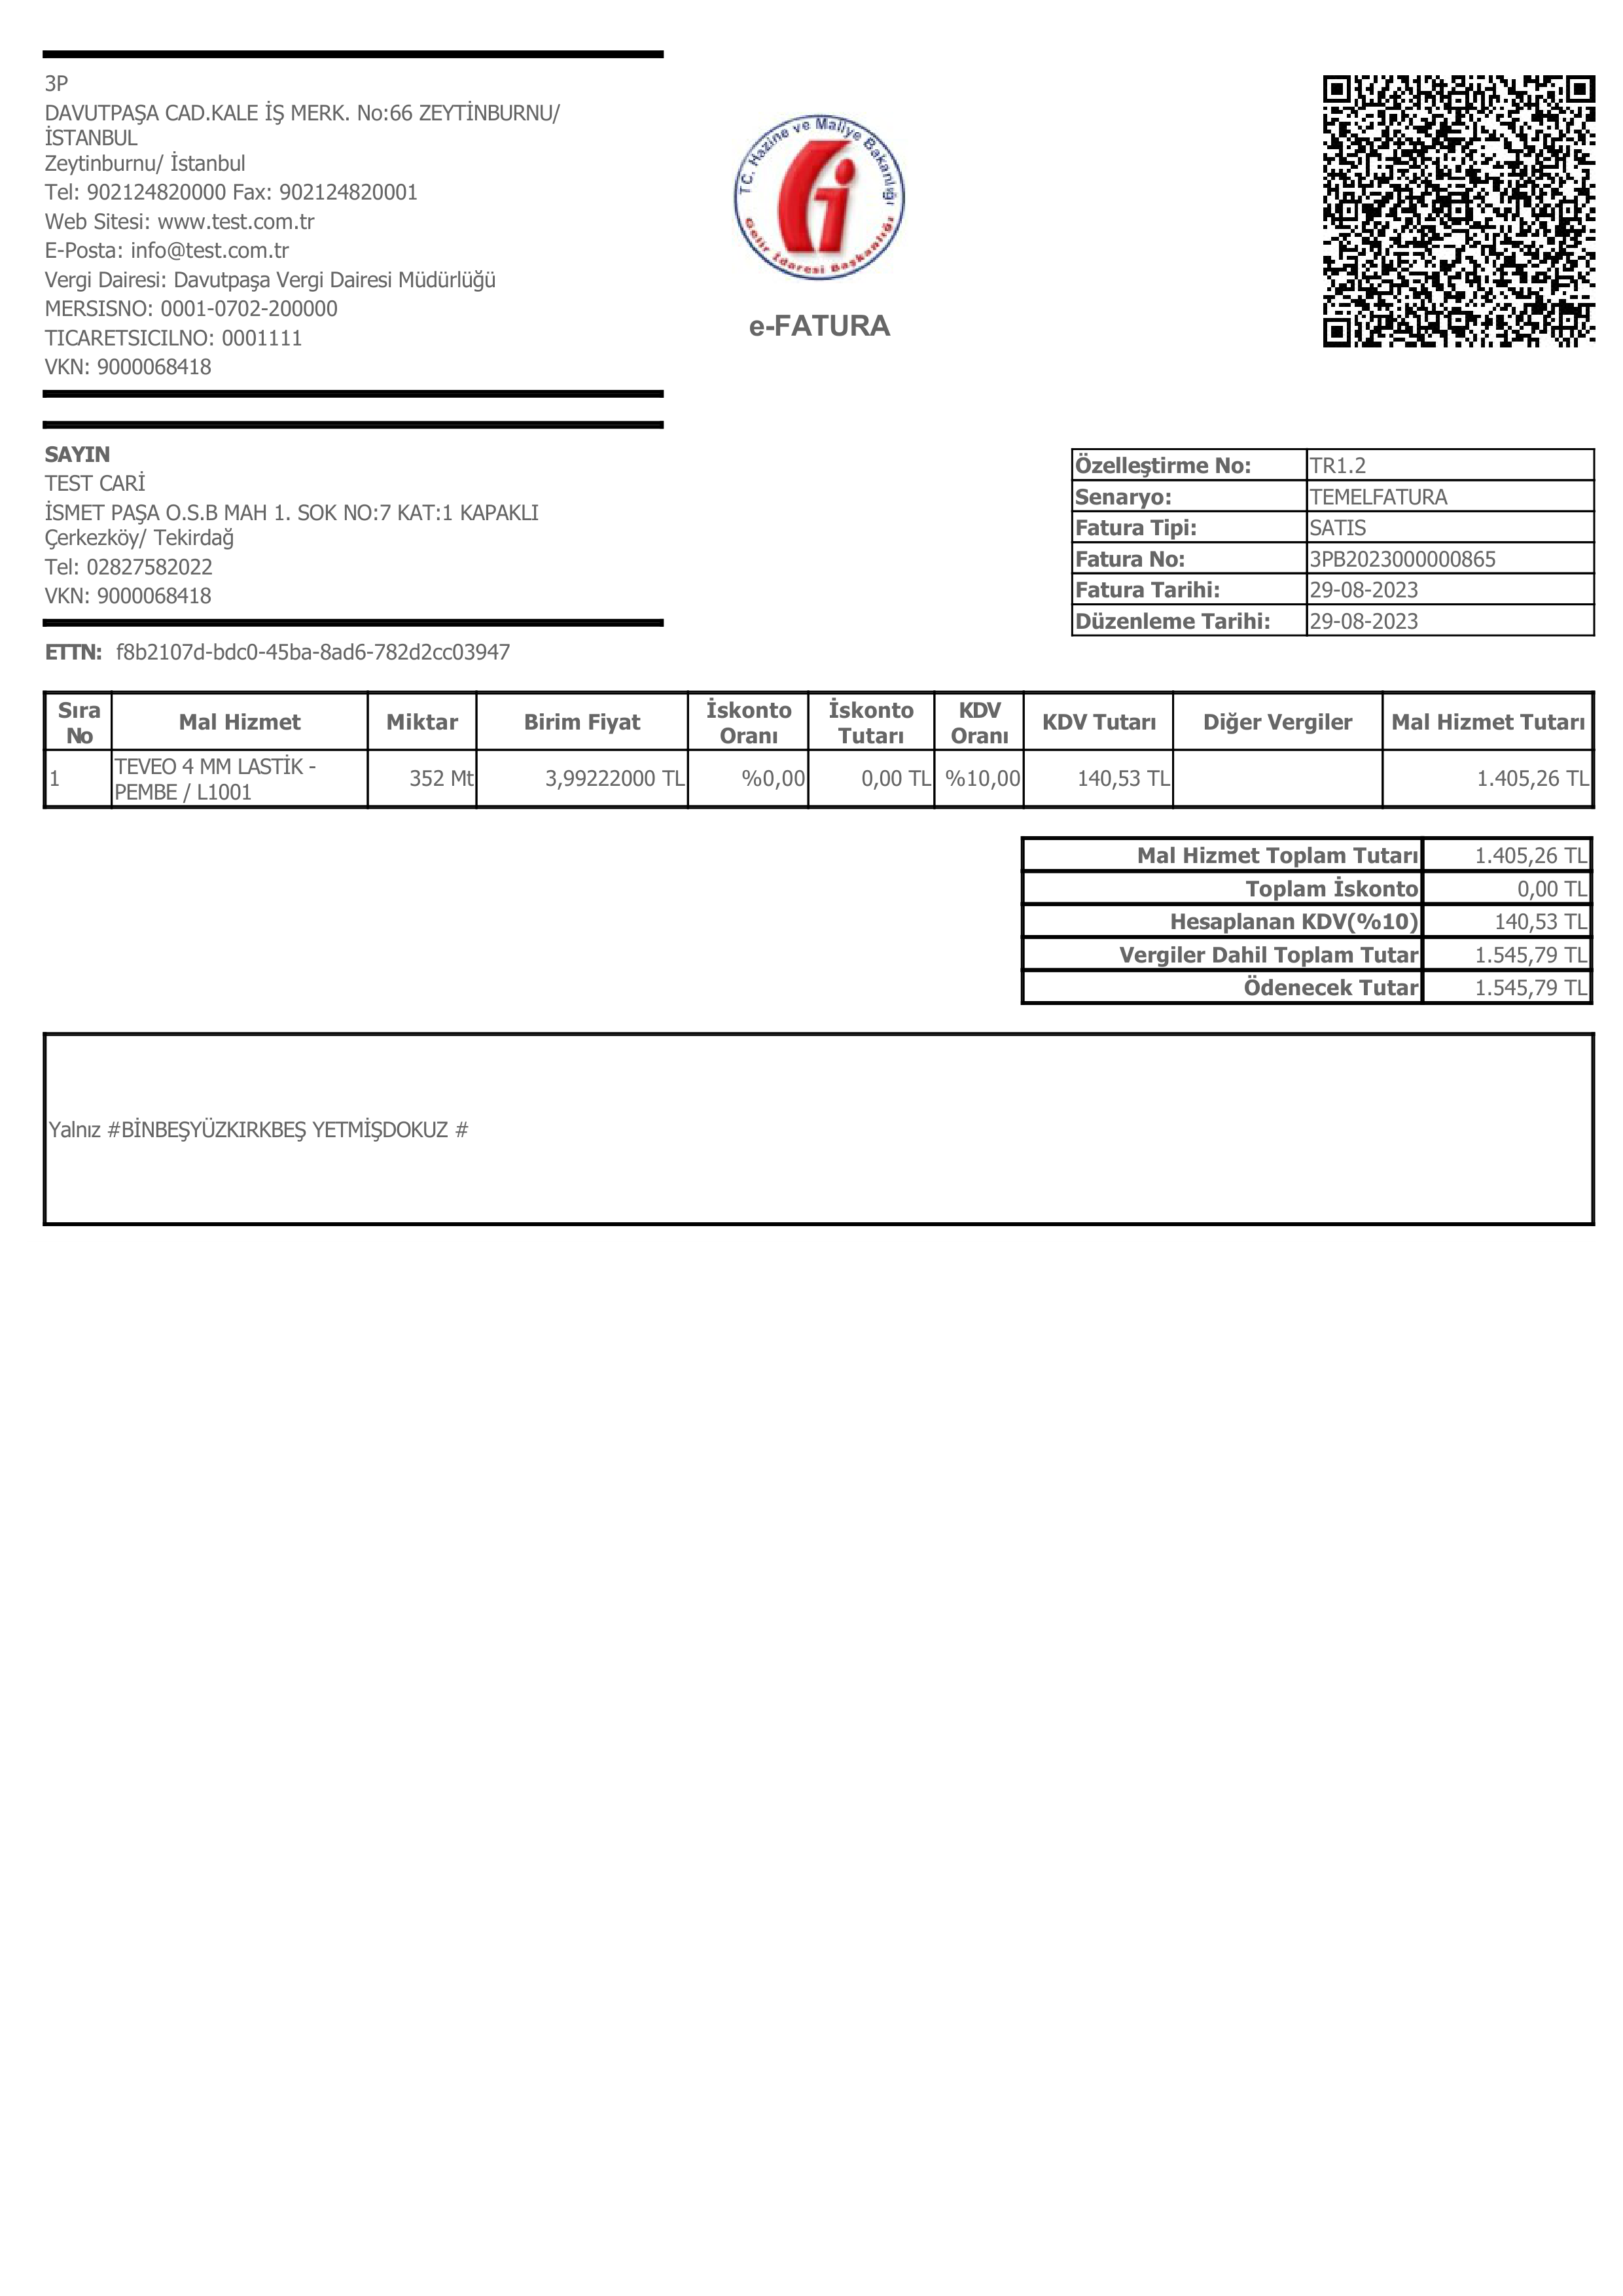 3P
DAVUTPAŞA CAD.KALE İŞ MERK. No:66 ZEYTİNBURNU/
İSTANBUL
Zeytinburnu/ İstanbul
Tel: 902124820000 Fax: 902124820001
Web Sitesi: www.test.com.tr
E-Posta: info@test.com.tr
Vergi Dairesi: Davutpaşa Vergi Dairesi Müdürlüğü
MERSISNO: 0001-0702-200000
TICARETSICILNO: 0001111
VKN: 9000068418
TC. Hazine ve Maliye Bakanlığı
Gelir İdaresi Başkanlığı
e-FATURA
SAYIN
TEST CARİ
İSMET PAŞA O.S.B MAH 1. SOK NO:7 KAT:1 KAPAKLI
Çerkezköy/ Tekirdağ
Tel: 02827582022
VKN: 9000068418
ETTN: f8b2107d-bdc0-45ba-8ad6-782d2cc03947
Özelleştirme No: TR1.2
Senaryo: TEMELFATURA
Fatura Tipi: SATIS
Fatura No: 3PB2023000000865
Fatura Tarihi: 29-08-2023
Düzenleme Tarihi: 29-08-2023
Sıra No Mal Hizmet Miktar Birim Fiyat İskonto Oranı İskonto Tutarı KDV Oranı KDV Tutarı Diğer Vergiler Mal Hizmet Tutarı
1 TEVEO 4 MM LASTİK - PEMBE / L1001 352 Mt 3,99222000 TL %0,00 0,00 TL %10,00 140,53 TL 1.405,26 TL
Mal Hizmet Toplam Tutarı 1.405,26 TL
Toplam İskonto 0,00 TL
Hesaplanan KDV(%10) 140,53 TL
Vergiler Dahil Toplam Tutar 1.545,79 TL
Ödenecek Tutar 1.545,79 TL
Yalnız #BİNBEŞYÜZKIRKBEŞ YETMİŞDOKUZ #